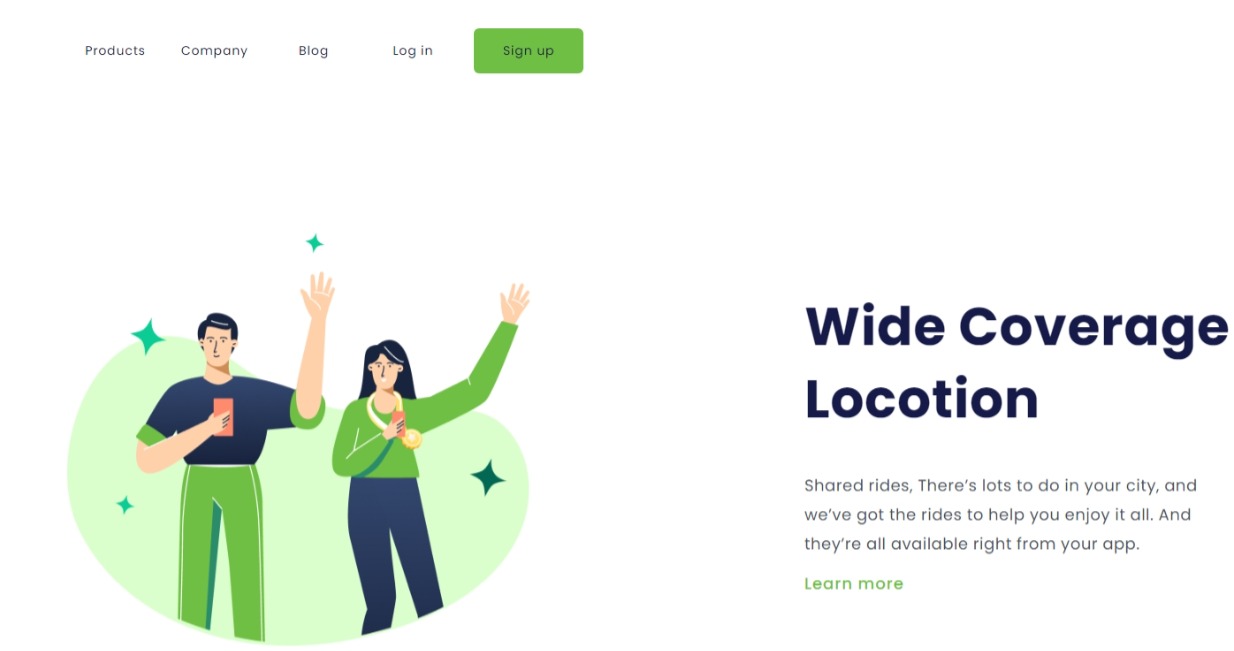 Products Company Blog Log in Sign up
Wide Coverage
Locotion
Shared rides, There’s lots to do in your city, and
we’ve got the rides to help you enjoy it all. And
they’re all available right from your app.
Learn more